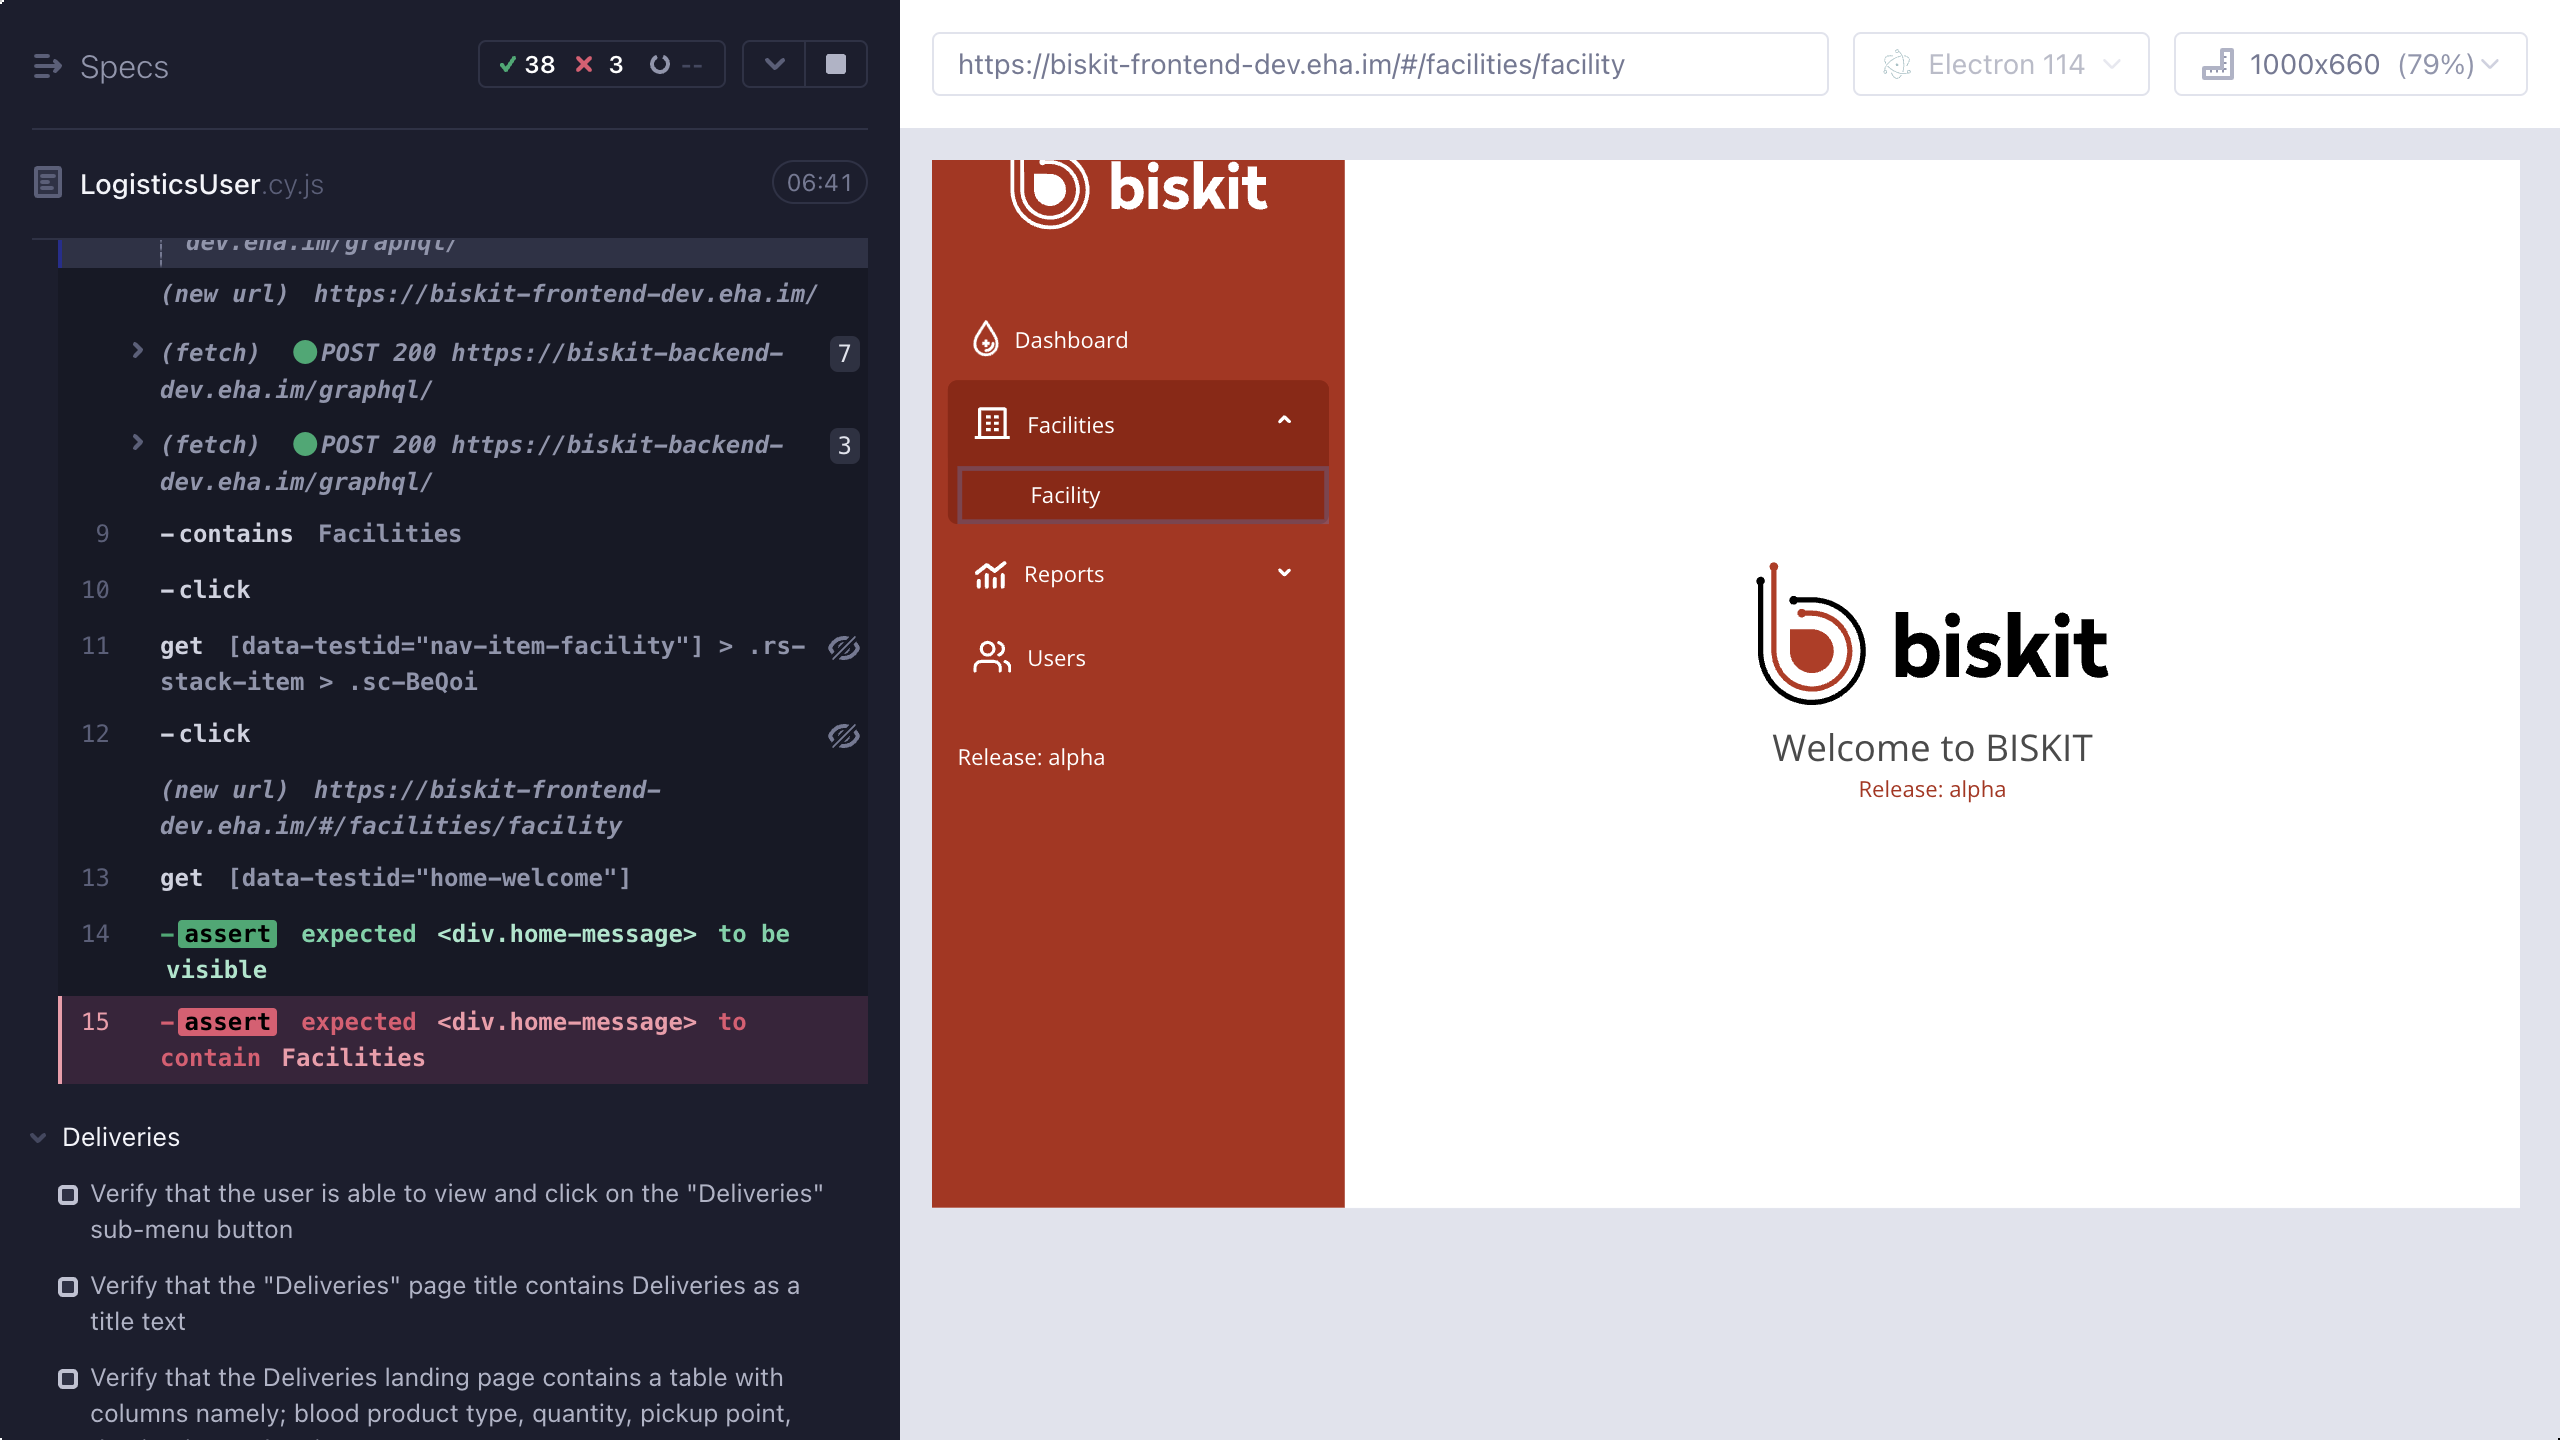 Specs
38 3 --
LogisticsUser.cy.js
06:41
dev.eha.im/graphql/
(new url) https://biskit-frontend-dev.eha.im/
(fetch) POST 200 https://biskit-backend-
dev.eha.im/graphql/
7
(fetch) POST 200 https://biskit-backend-
dev.eha.im/graphql/
3
9 -contains Facilities
10 -click
11 get [data-testid="nav-item-facility"] > .rs-
stack-item > .sc-BeQoi
12 -click
(new url) https://biskit-frontend-
dev.eha.im/#/facilities/facility
13 get [data-testid="home-welcome"]
14 -assert expected <div.home-message> to be
visible
15 -assert expected <div.home-message> to
contain Facilities
Deliveries
Verify that the user is able to view and click on the "Deliveries"
sub-menu button
Verify that the "Deliveries" page title contains Deliveries as a
title text
Verify that the Deliveries landing page contains a table with
columns namely; blood product type, quantity, pickup point,
https://biskit-frontend-dev.eha.im/#/facilities/facility
Electron 114
1000x660 (79%)
biskit
Dashboard
Facilities
Facility
Reports
Users
Release: alpha
biskit
Welcome to BISKIT
Release: alpha